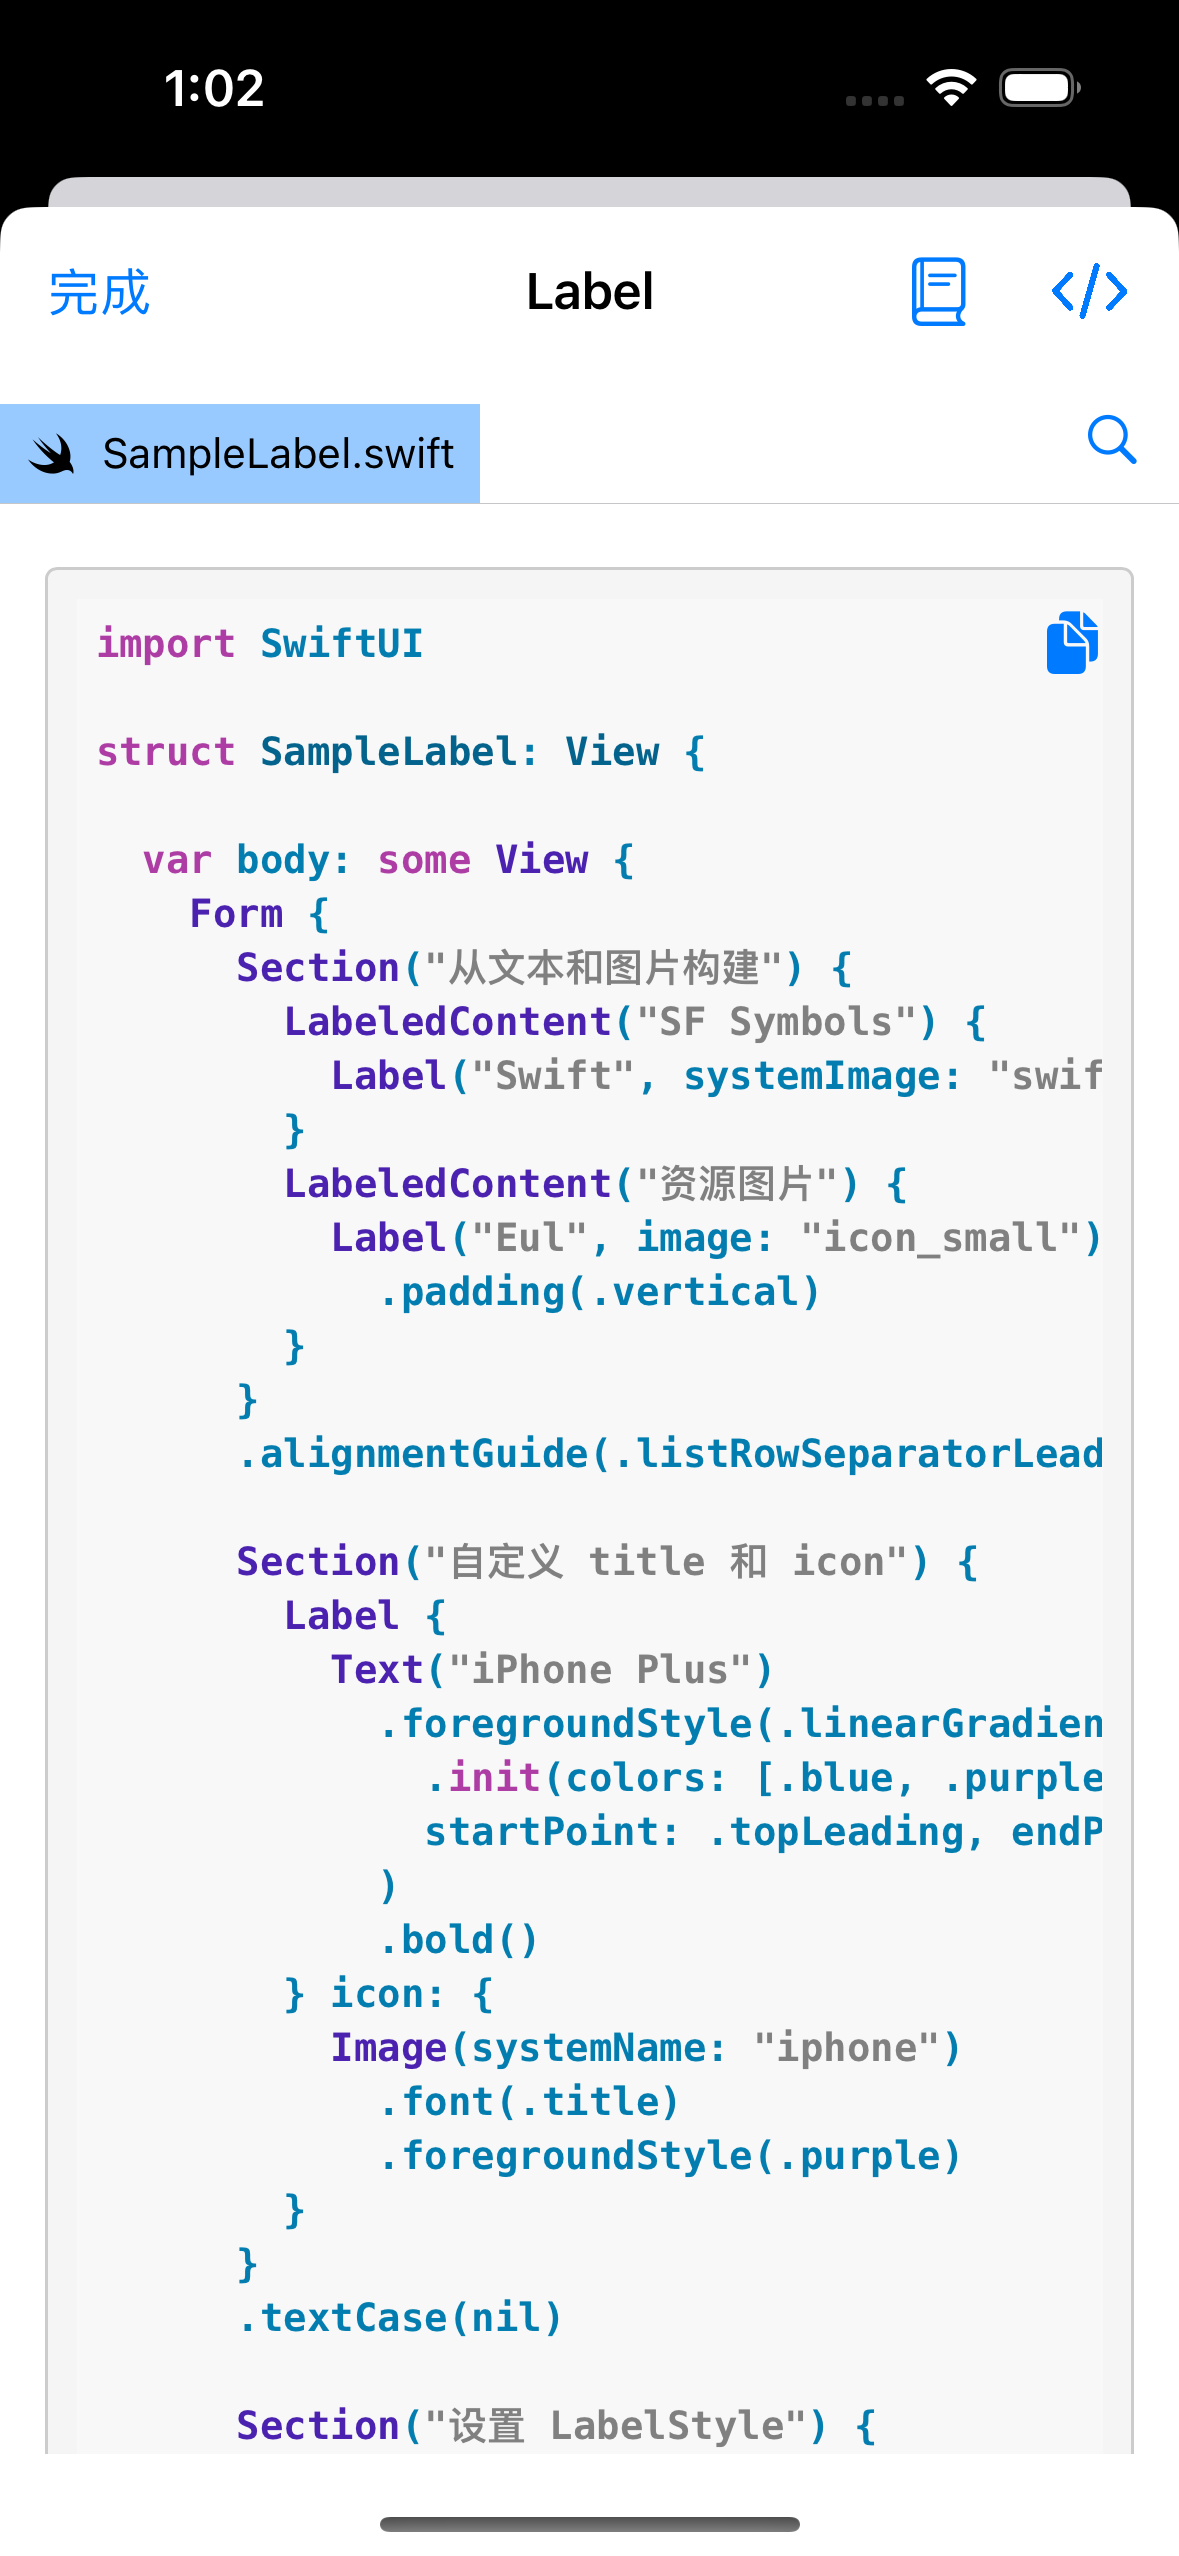 1:02
完成
Label
SampleLabel.swift
import SwiftUI
struct SampleLabel: View {
var body: some View {
Form {
Section("从文本和图片构建") {
LabeledContent("SF Symbols") {
Label("Swift", systemImage: "swif
}
LabeledContent("资源图片") {
Label("Eul", image: "icon_small")
.padding(.vertical)
}
}
.alignmentGuide(.listRowSeparatorLead
Section("自定义 title 和 icon") {
Label {
Text("iPhone Plus")
.foregroundStyle(.linearGradien
.init(colors: [.blue, .purple
startPoint: .topLeading, endP
)
.bold()
} icon: {
Image(systemName: "iphone")
.font(.title)
.foregroundStyle(.purple)
}
}
.textCase(nil)
Section("设置 LabelStyle") {